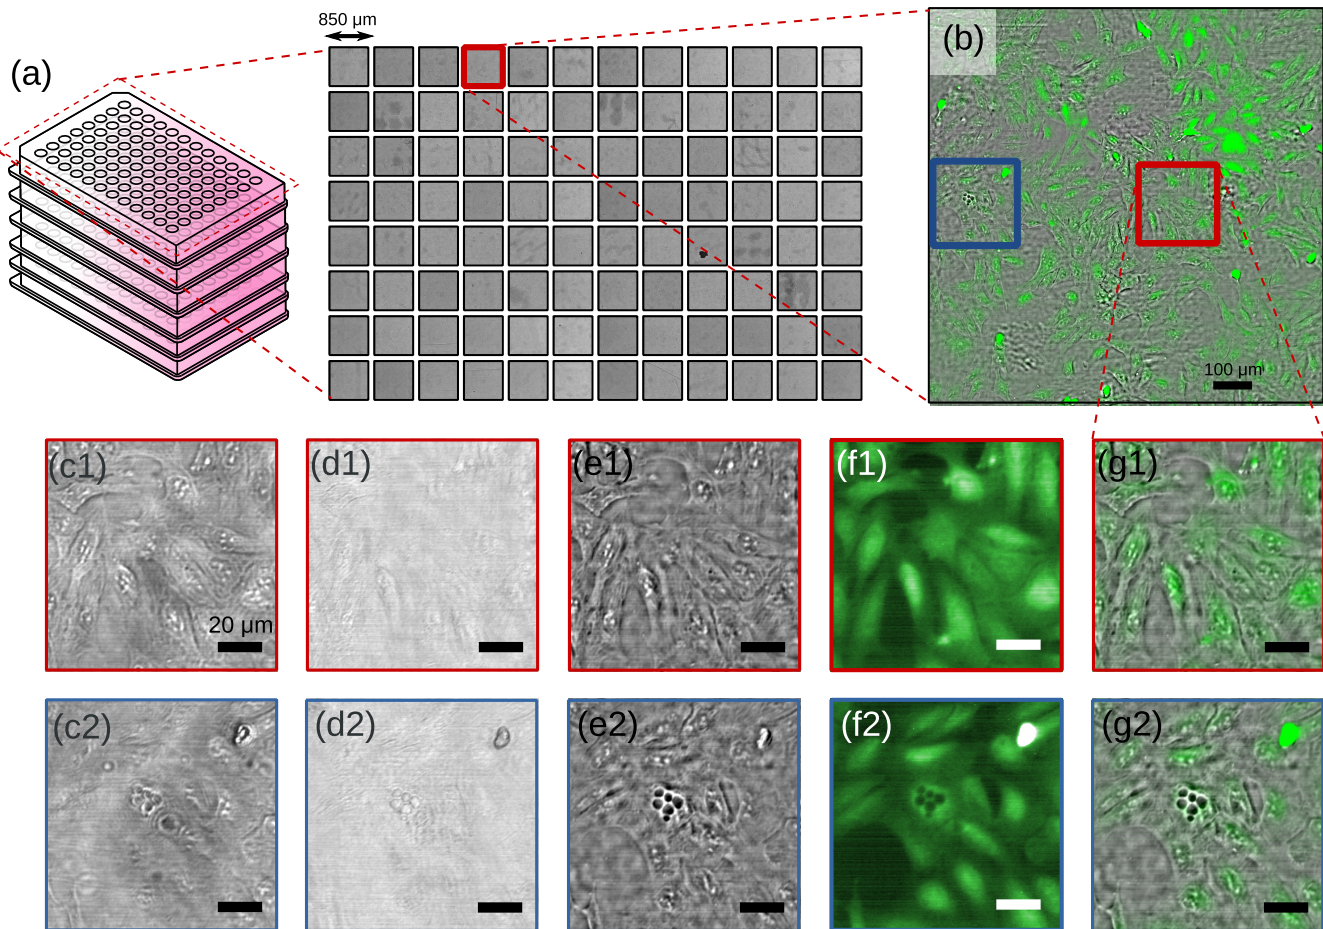 850 μm
(a)
(b)
100 μm
(c1)
(d1)
(e1)
(f1)
(g1)
20 μm
(c2)
(d2)
(e2)
(f2)
(g2)